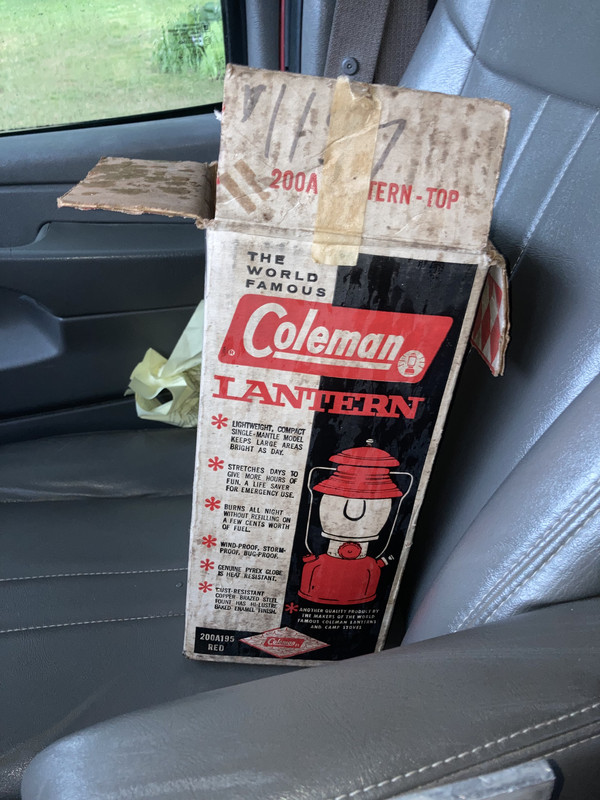 200A TERN-TOP
THE
WORLD
FAMOUS
Coleman
LANTERN
* LIGHTWEIGHT, COMPACT
SINGLE-MANTLE MODEL
KEEPS LARGE AREAS
BRIGHT AS DAY.
* STRETCHES DAYS TO
GIVE MORE HOURS OF
FUN, A LIFE SAVER
FOR EMERGENCY USE.
* BURNS ALL NIGHT
WITHOUT REFILLING ON
A FEW CENTS WORTH
OF FUEL.
* WIND-PROOF, STORM-
PROOF, BUG-PROOF.
* GENUINE PYREX GLOBE
IS HEAT RESISTANT.
* RUST-RESISTANT
COPPER BRAZED STEEL
FOUNT HAS HI-LUSTRE
BAKED ENAMEL FINISH.
* ANOTHER QUALITY PRODUCT BY
THE MAKERS OF THE WORLD
FAMOUS COLEMAN LANTERNS
AND CAMP STOVES
200A195
RED
Coleman